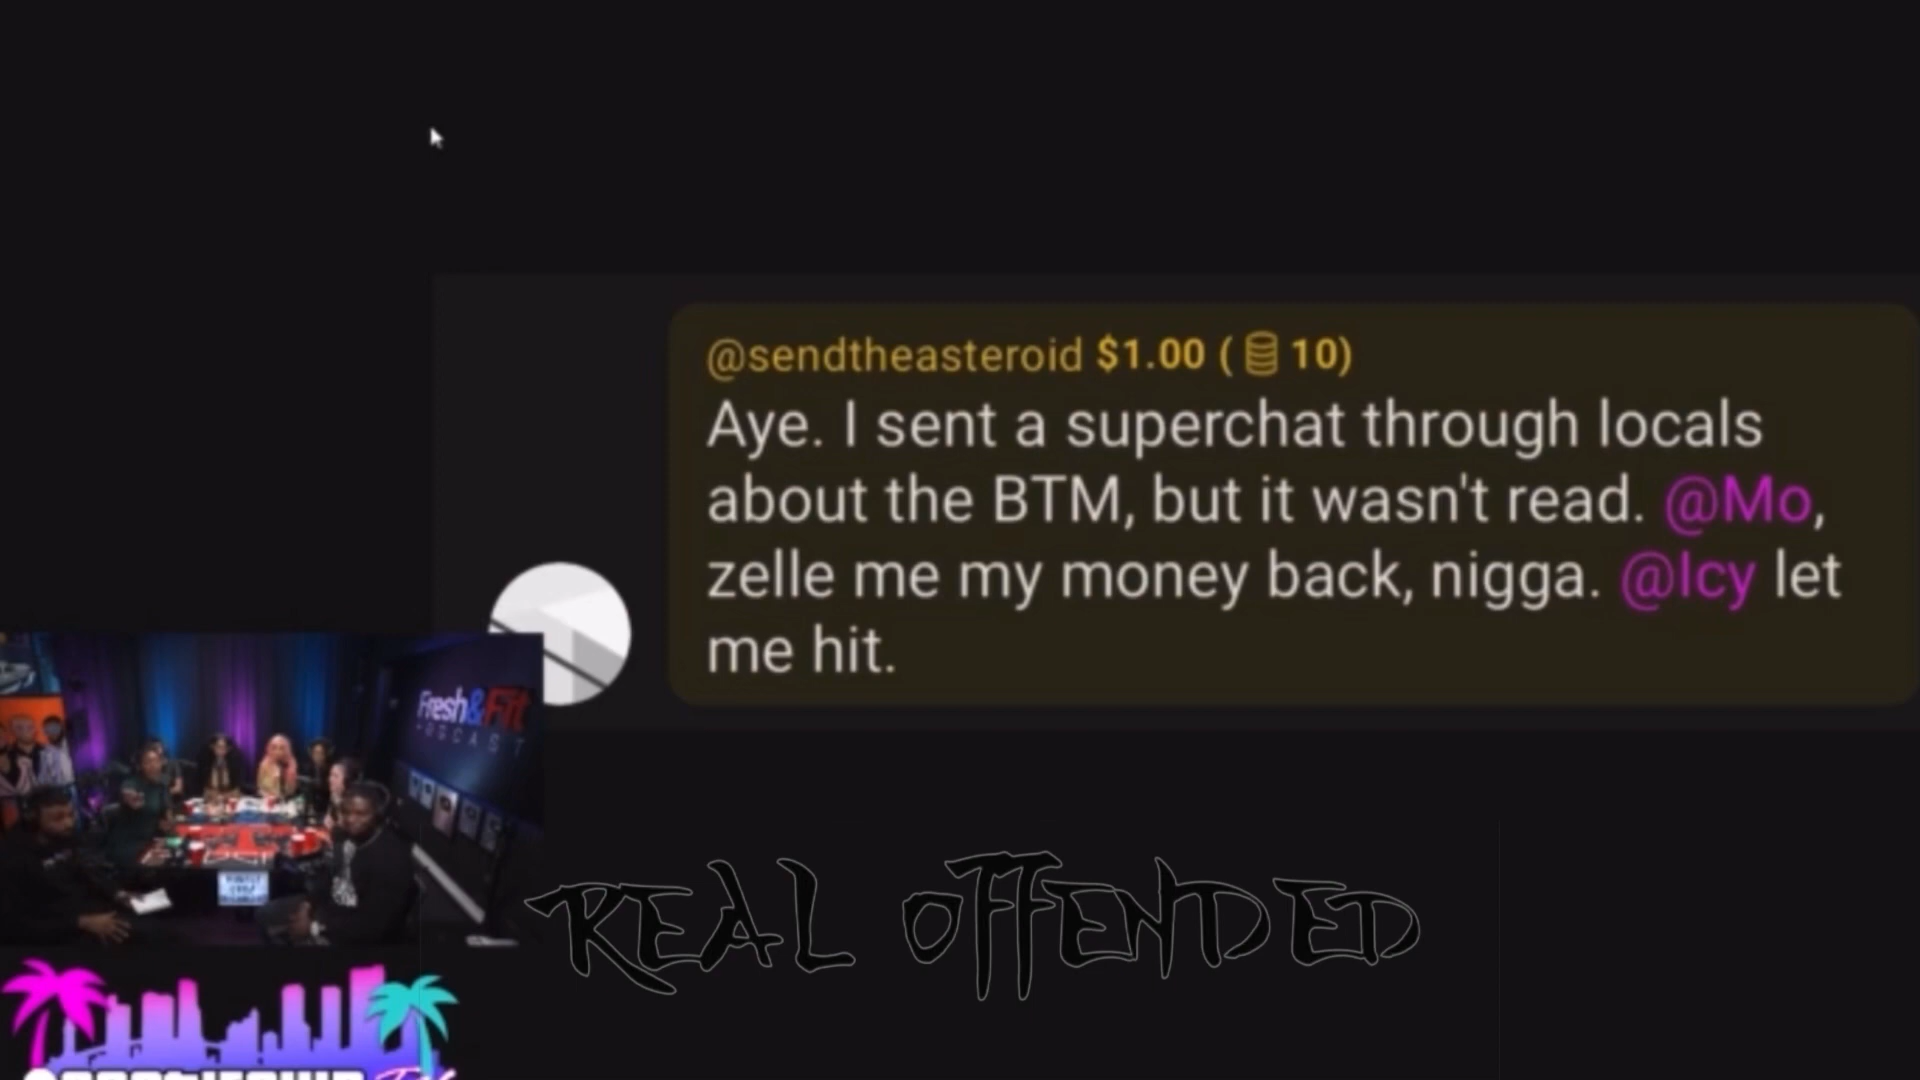 @sendtheasteroid $1.00 ( 10)
Aye. I sent a superchat through locals
about the BTM, but it wasn't read. @Mo,
zelle me my money back, nigga. @Icy let
me hit.
Fresh&Fit
PODCAST
REAL OFFENDED